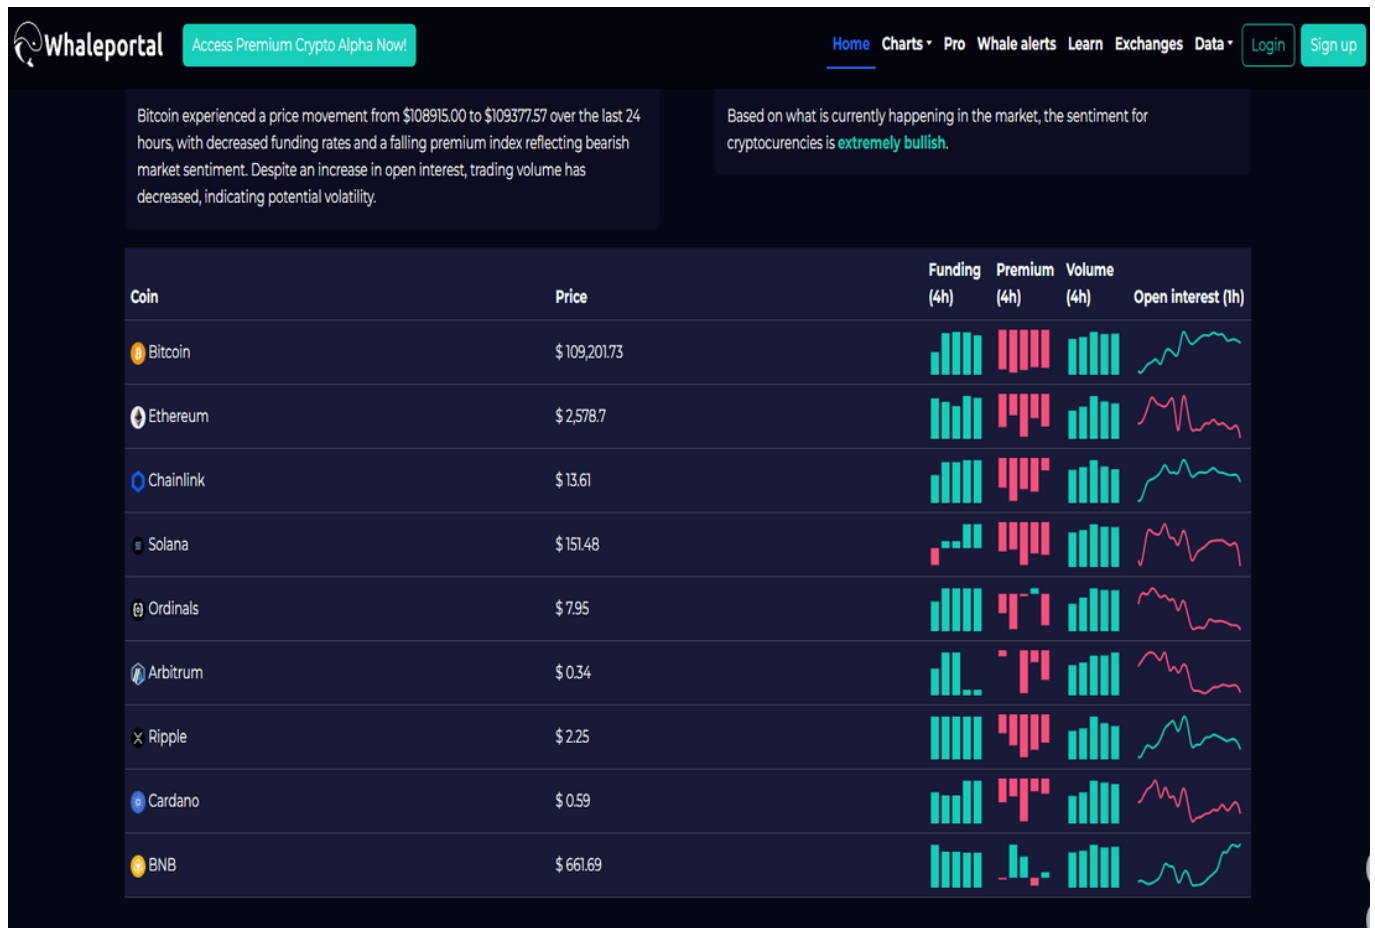 Whaleportal
Access Premium Crypto Alpha Now!
Home Charts Pro Whale alerts Learn Exchanges Data Login Sign up
Bitcoin experienced a price movement from $108915.00 to $109377.57 over the last 24
hours, with decreased funding rates and a falling premium index reflecting bearish
market sentiment. Despite an increase in open interest, trading volume has
decreased, indicating potential volatility.
Based on what is currently happening in the market, the sentiment for
cryptocurencies is extremely bullish.
Coin Price Funding (4h) Premium (4h) Volume (4h) Open interest (1h)
Bitcoin $ 109,201.73
Ethereum $ 2,578.7
Chainlink $ 13.61
Solana $ 151.48
Ordinals $ 7.95
Arbitrum $ 0.34
Ripple $ 2.25
Cardano $ 0.59
BNB $ 661.69